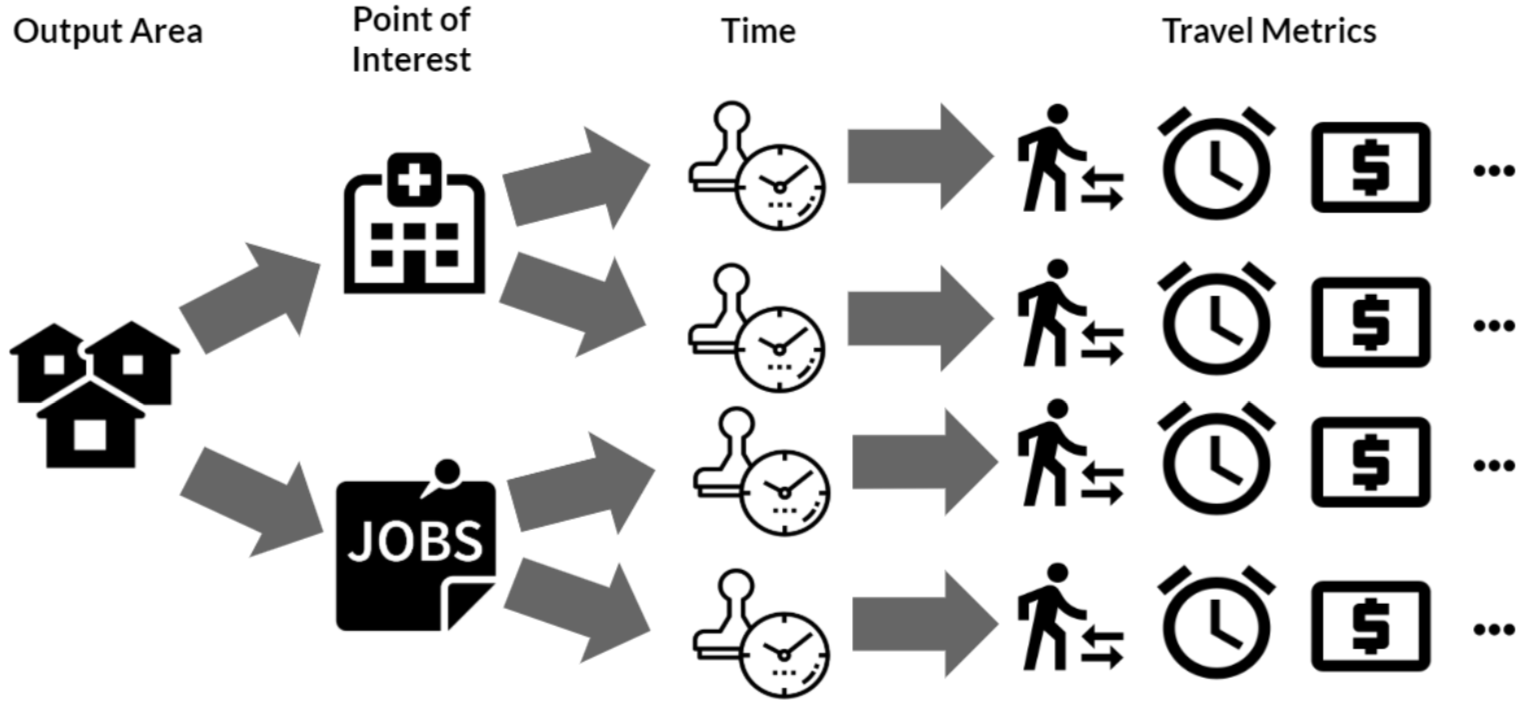 Output Area
Point of
Interest
Time
Travel Metrics
$
...
$
...
JOBS
$
...
$
...